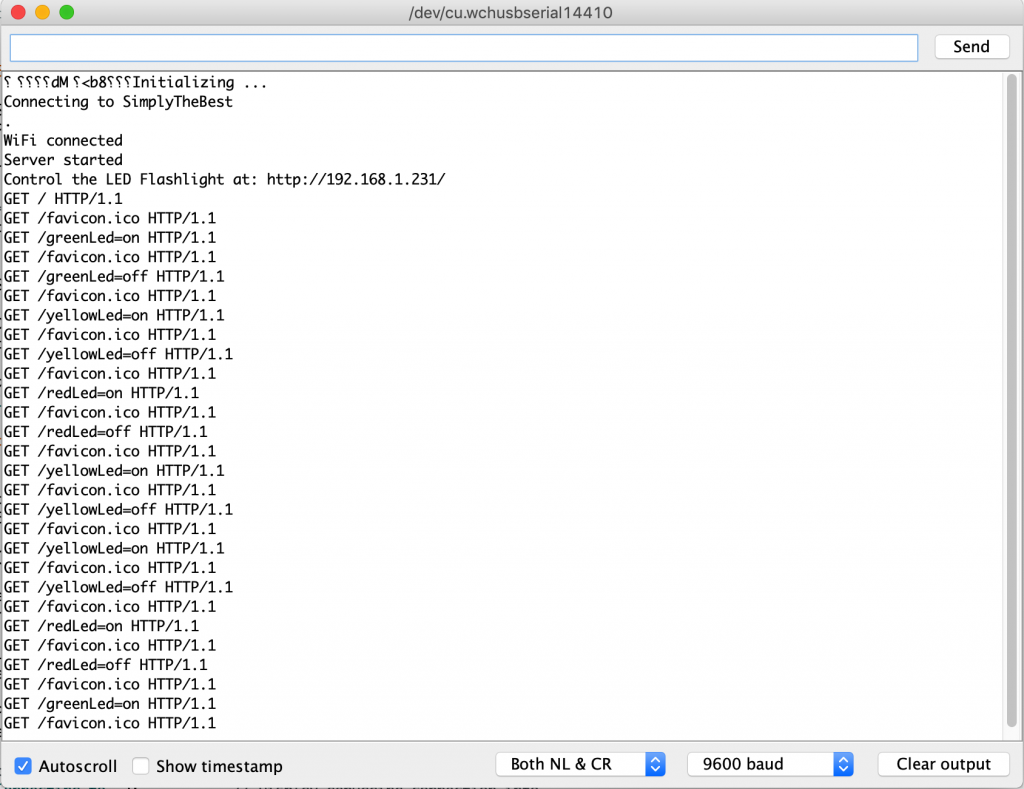 /dev/cu.wchusbserial14410
Send
Initializing ...
Connecting to SimplyTheBest
.
WiFi connected
Server started
Control the LED Flashlight at: http://192.168.1.231/
GET / HTTP/1.1
GET /favicon.ico HTTP/1.1
GET /greenLed=on HTTP/1.1
GET /favicon.ico HTTP/1.1
GET /greenLed=off HTTP/1.1
GET /favicon.ico HTTP/1.1
GET /yellowLed=on HTTP/1.1
GET /favicon.ico HTTP/1.1
GET /yellowLed=off HTTP/1.1
GET /favicon.ico HTTP/1.1
GET /redLed=on HTTP/1.1
GET /favicon.ico HTTP/1.1
GET /redLed=off HTTP/1.1
GET /favicon.ico HTTP/1.1
GET /yellowLed=on HTTP/1.1
GET /favicon.ico HTTP/1.1
GET /yellowLed=off HTTP/1.1
GET /favicon.ico HTTP/1.1
GET /yellowLed=on HTTP/1.1
GET /favicon.ico HTTP/1.1
GET /yellowLed=off HTTP/1.1
GET /favicon.ico HTTP/1.1
GET /redLed=on HTTP/1.1
GET /favicon.ico HTTP/1.1
GET /redLed=off HTTP/1.1
GET /favicon.ico HTTP/1.1
GET /greenLed=on HTTP/1.1
GET /favicon.ico HTTP/1.1
Autoscroll Show timestamp Both NL & CR 9600 baud Clear output